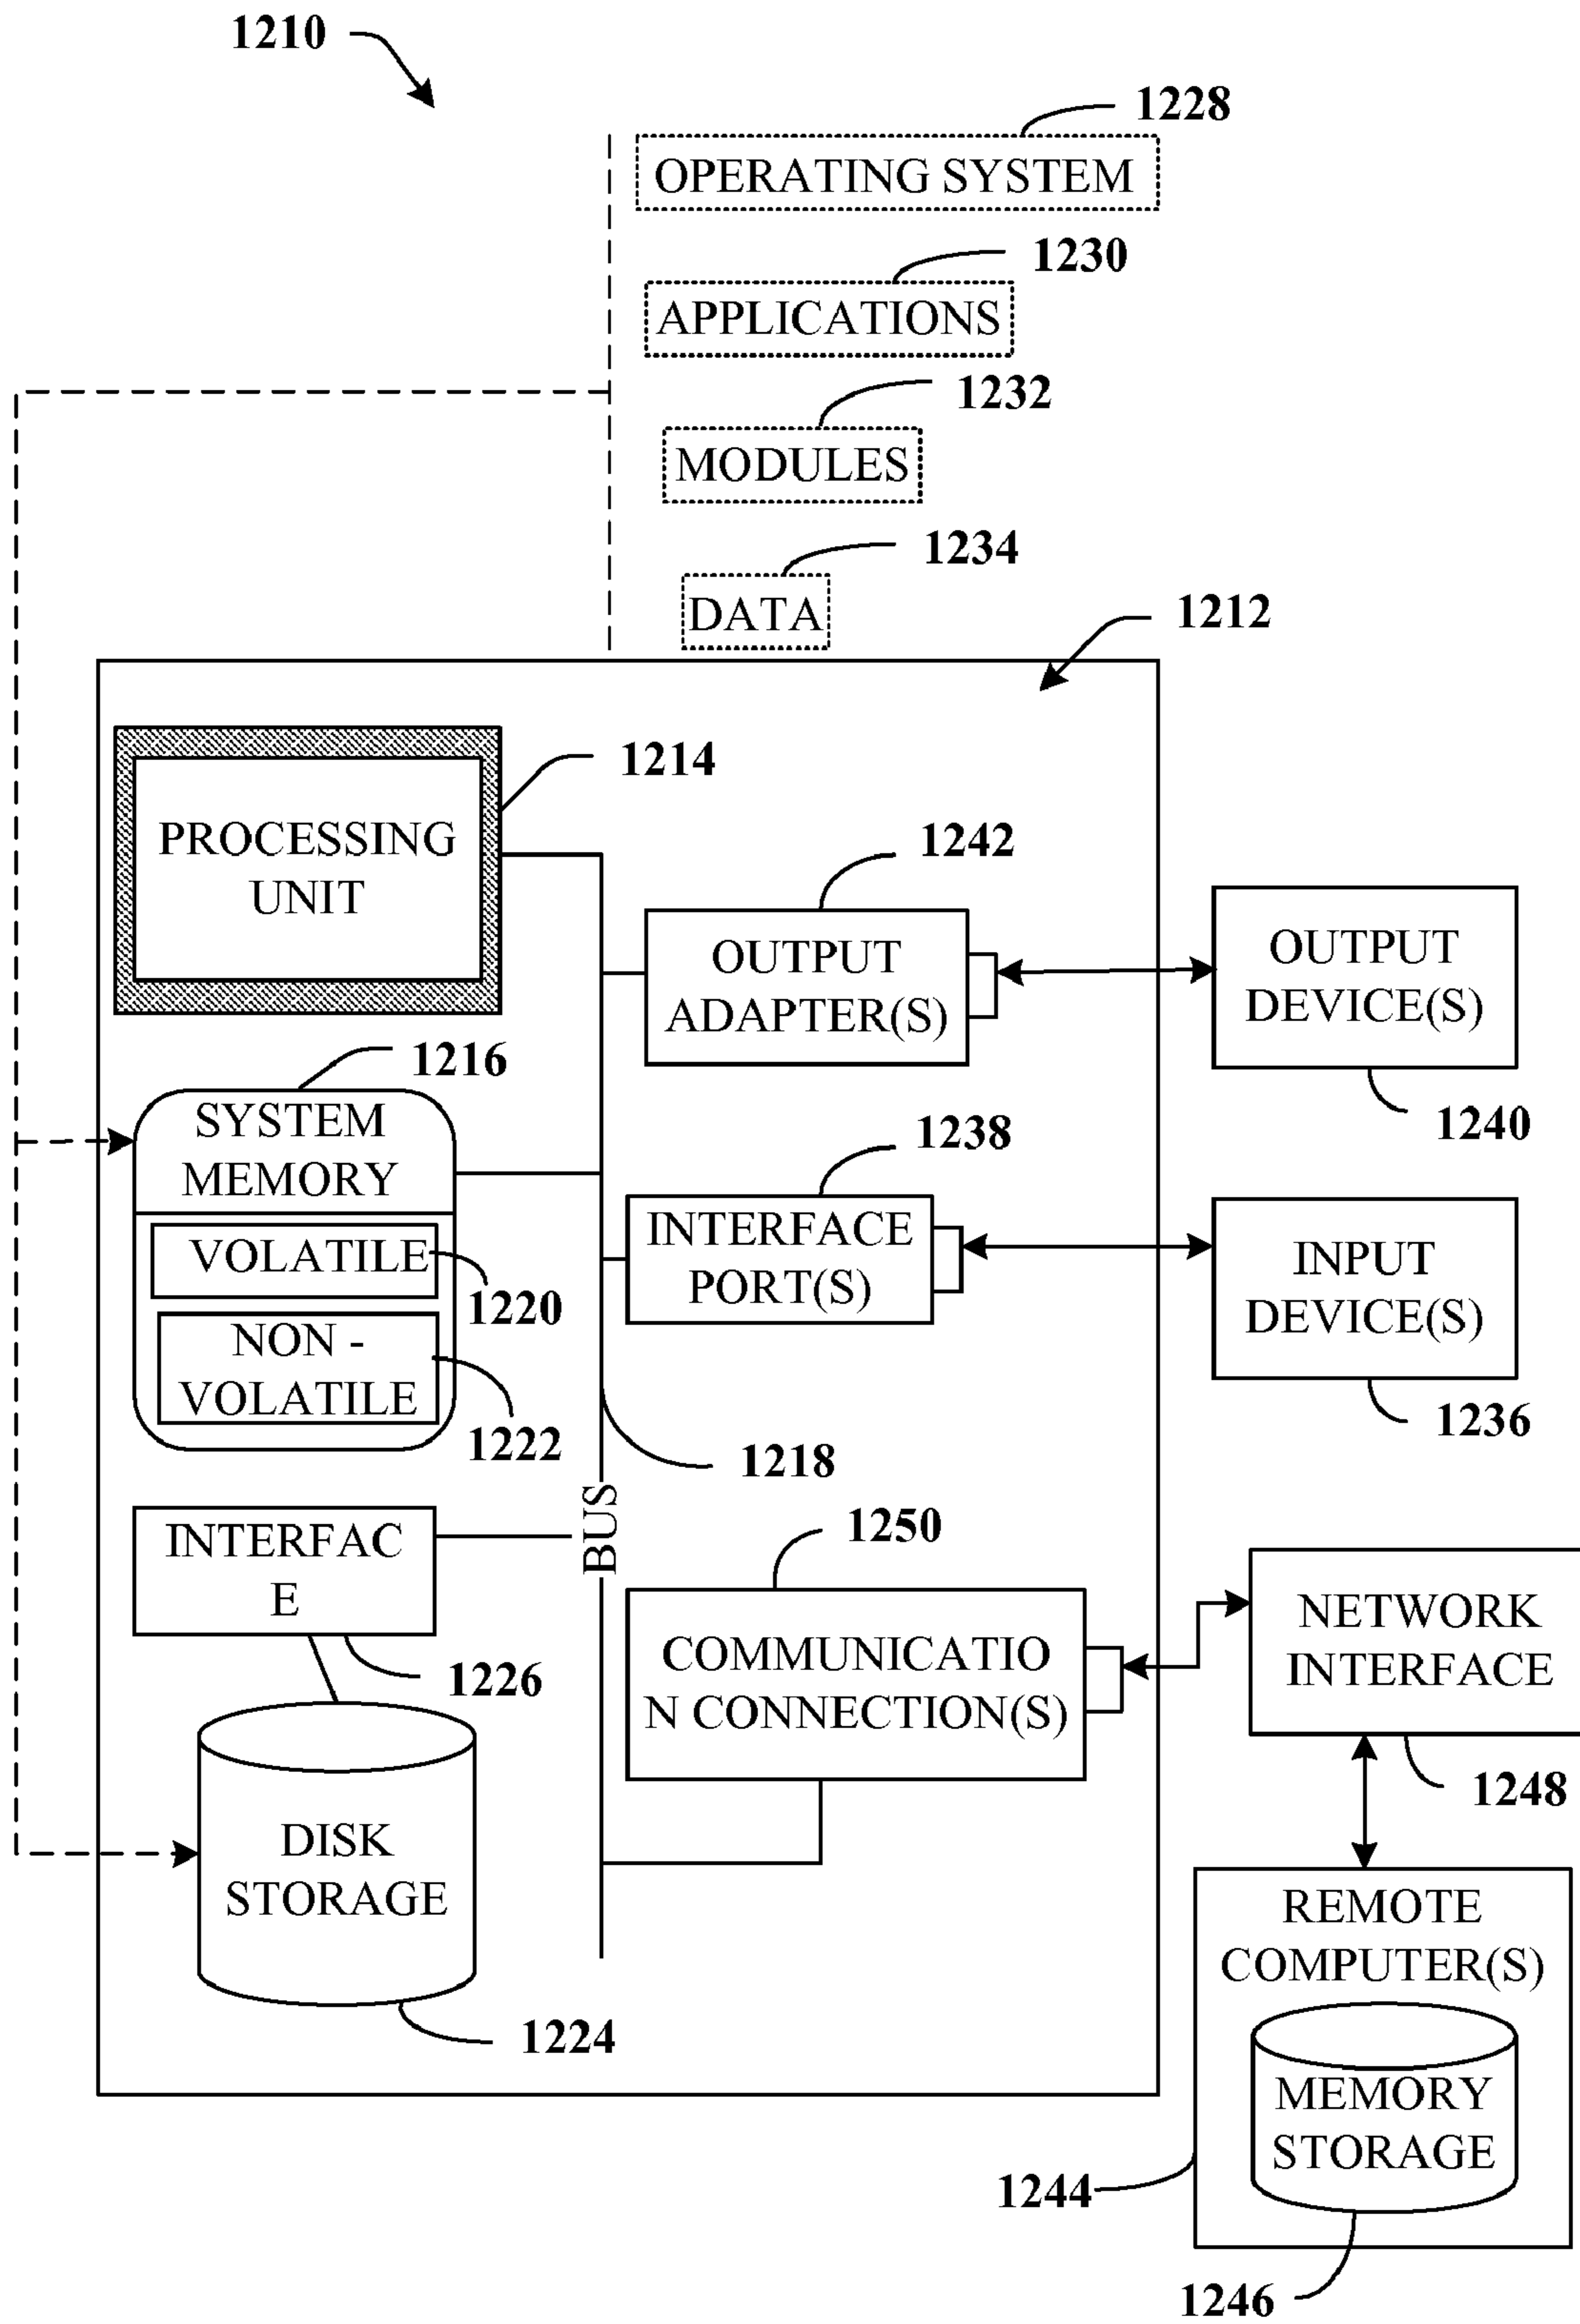 1210
1228
OPERATING SYSTEM
1230
APPLICATIONS
1232
MODULES
1234
DATA
1212
1214
PROCESSING
UNIT
1242
OUTPUT
ADAPTER(S)
OUTPUT
DEVICE(S)
1240
1216
SYSTEM
MEMORY
VOLATILE
1220
NON -
VOLATILE
1222
1238
INTERFACE
PORT(S)
INPUT
DEVICE(S)
1236
1218
BUS
INTERFAC
E
1226
1250
COMMUNICATIO
N CONNECTION(S)
NETWORK
INTERFACE
1248
DISK
STORAGE
1224
REMOTE
COMPUTER(S)
MEMORY
STORAGE
1244
1246